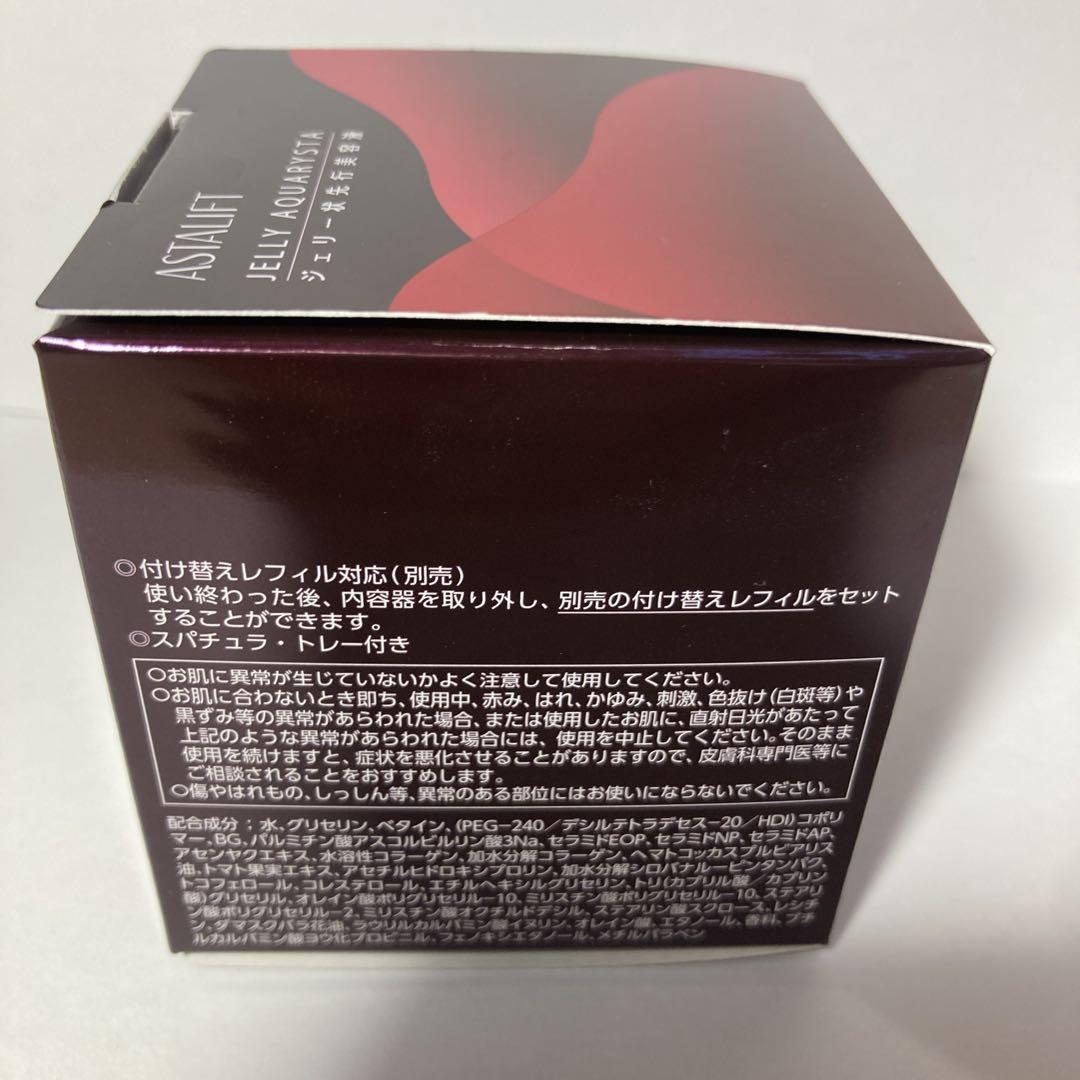 ASTALIFT
JELLY AQUARYSTA
ジェリー状先行美容液
◎付け替えレフィル対応(別売)
使い終わった後、内容器を取り外し、別売の付け替えレフィルをセット
することができます。
◎スパチュラ・トレー付き
○お肌に異常が生じていないかよく注意して使用してください。
○お肌に合わないとき即ち、使用中、赤み、はれ、かゆみ、刺激、色抜け(白斑等)や
黒ずみ等の異常があらわれた場合、または使用したお肌に、直射日光があたって
上記のような異常があらわれた場合には、使用を中止してください。そのまま
使用を続けますと、症状を悪化させることがありますので、皮膚科専門医等に
ご相談されることをおすすめします。
○傷やはれもの、しっしん等、異常のある部位にはお使いにならないでください。
配合成分;水、グリセリン、ベタイン、(PEG-240/デシルテトラデセス-20/HDI)コポリ
マー、BG、パルミチン酸アスコルビルリン酸3Na、セラミドEOP、セラミドNP、セラミドAP、
アセンヤクエキス、水溶性コラーゲン、加水分解コラーゲン、ヘマトコッカスプルビアリス
油、トマト果実エキス、アセチルヒドロキシプロリン、加水分解シロバナルーピンタンパク、
トコフェロール、コレステロール、エチルヘキシルグリセリン、トリ(カプリル酸/カプリン
酸)グリセリル、オレイン酸ポリグリセリル-10、ミリスチン酸ポリグリセリル-10、ステアリ
ン酸ポリグリセリル-2、ミリスチン酸オクチルドデシル、ステアリン酸スクロース、レシチ
ン、ダマスクバラ花油、ラウリルカルバミン酸イヌリン、オレイン酸、エタノール、香料、ブチ
ルカルバミン酸ヨウ化プロピニル、フェノキシエタノール、メチルパラベン